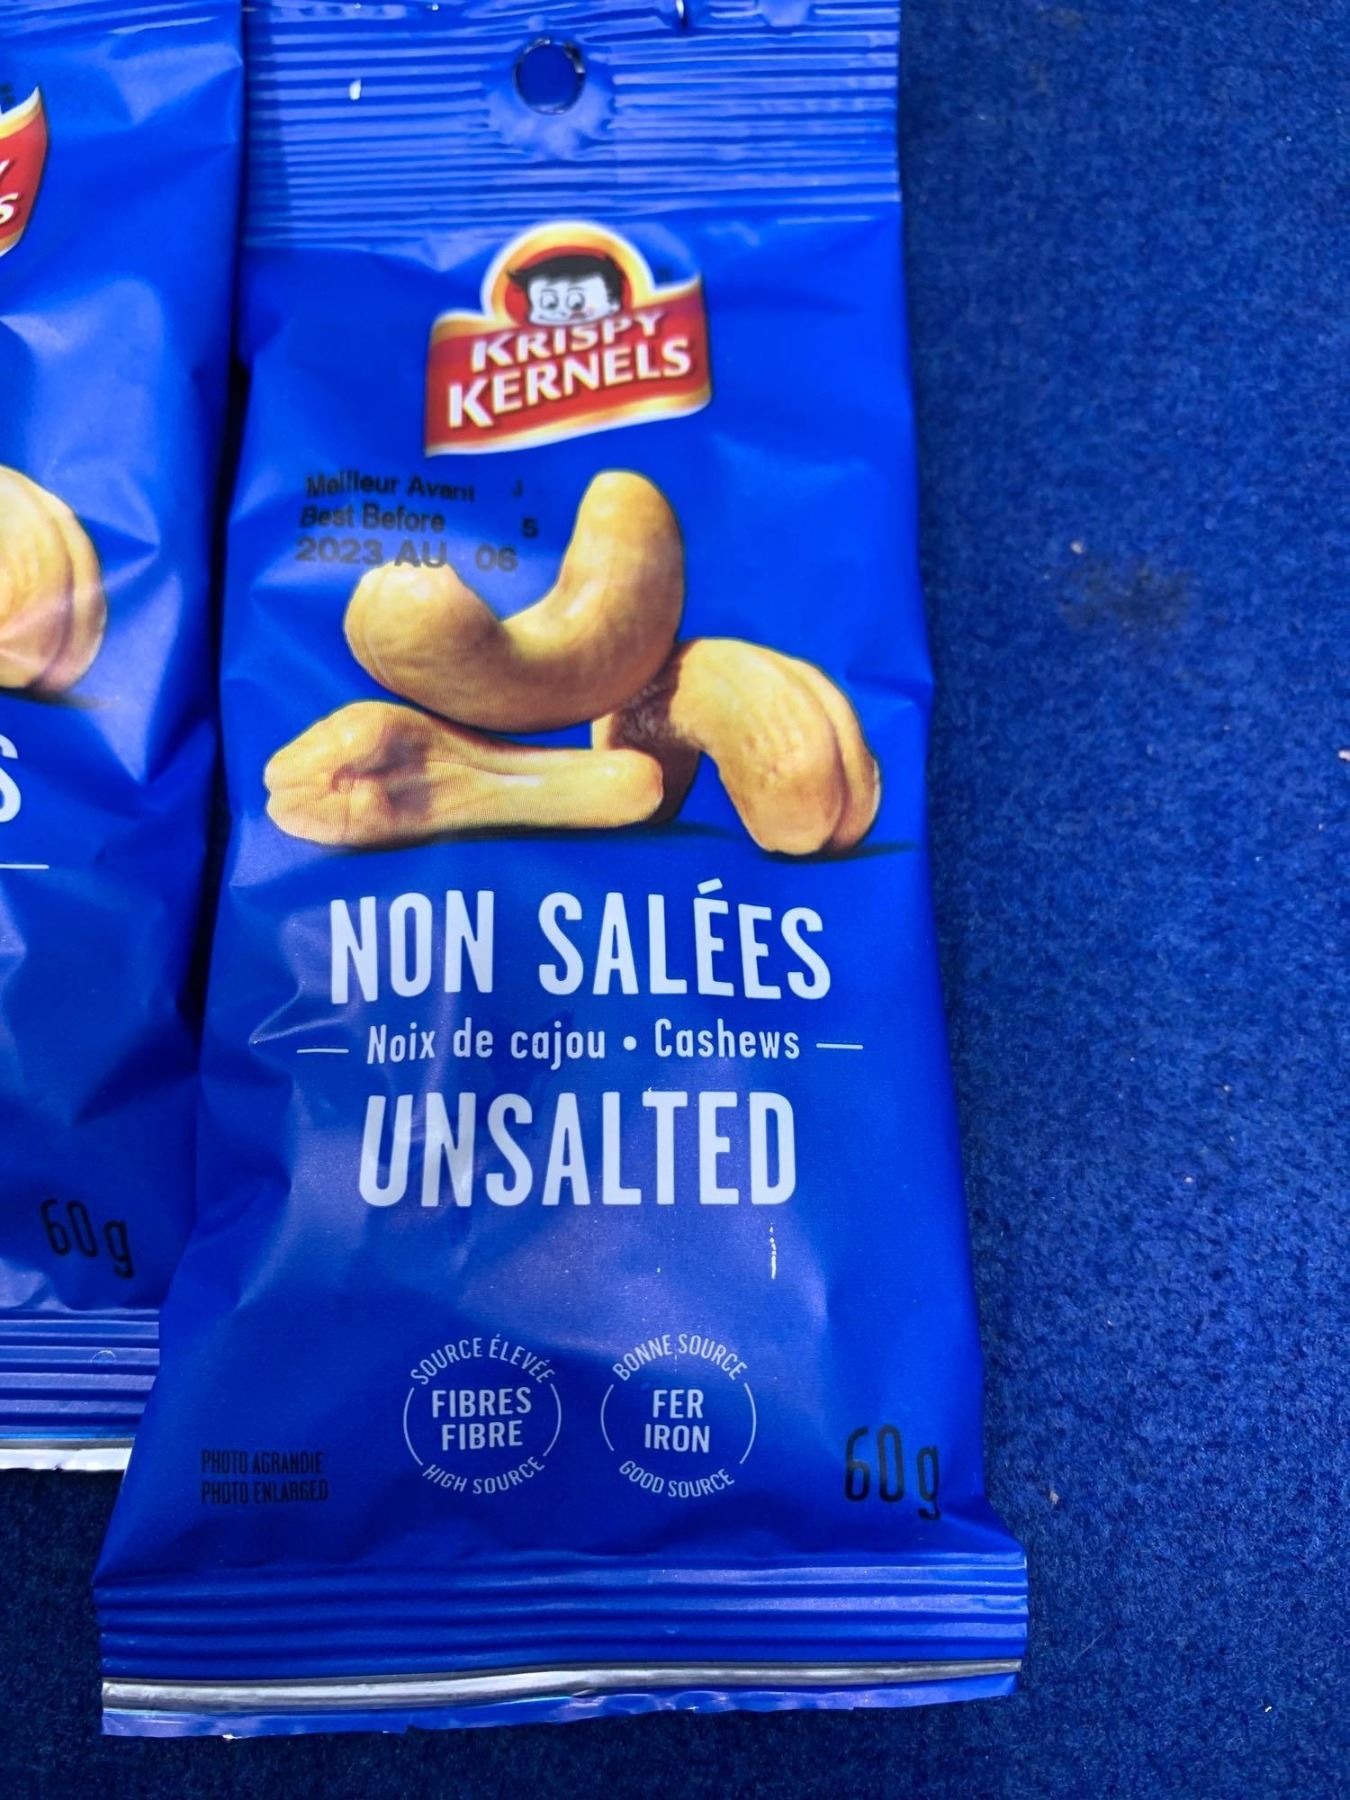 KRISPY
KERNELS
Meilleur Avant J
Best Before 5
2023 AU 06
NON SALÉES
Noix de cajou • Cashews
UNSALTED
SOURCE ÉLEVÉE
FIBRES
FIBRE
HIGH SOURCE
BONNE SOURCE
FER
IRON
GOOD SOURCE
PHOTO AGRANDIE
PHOTO ENLARGED
60g
S
60g